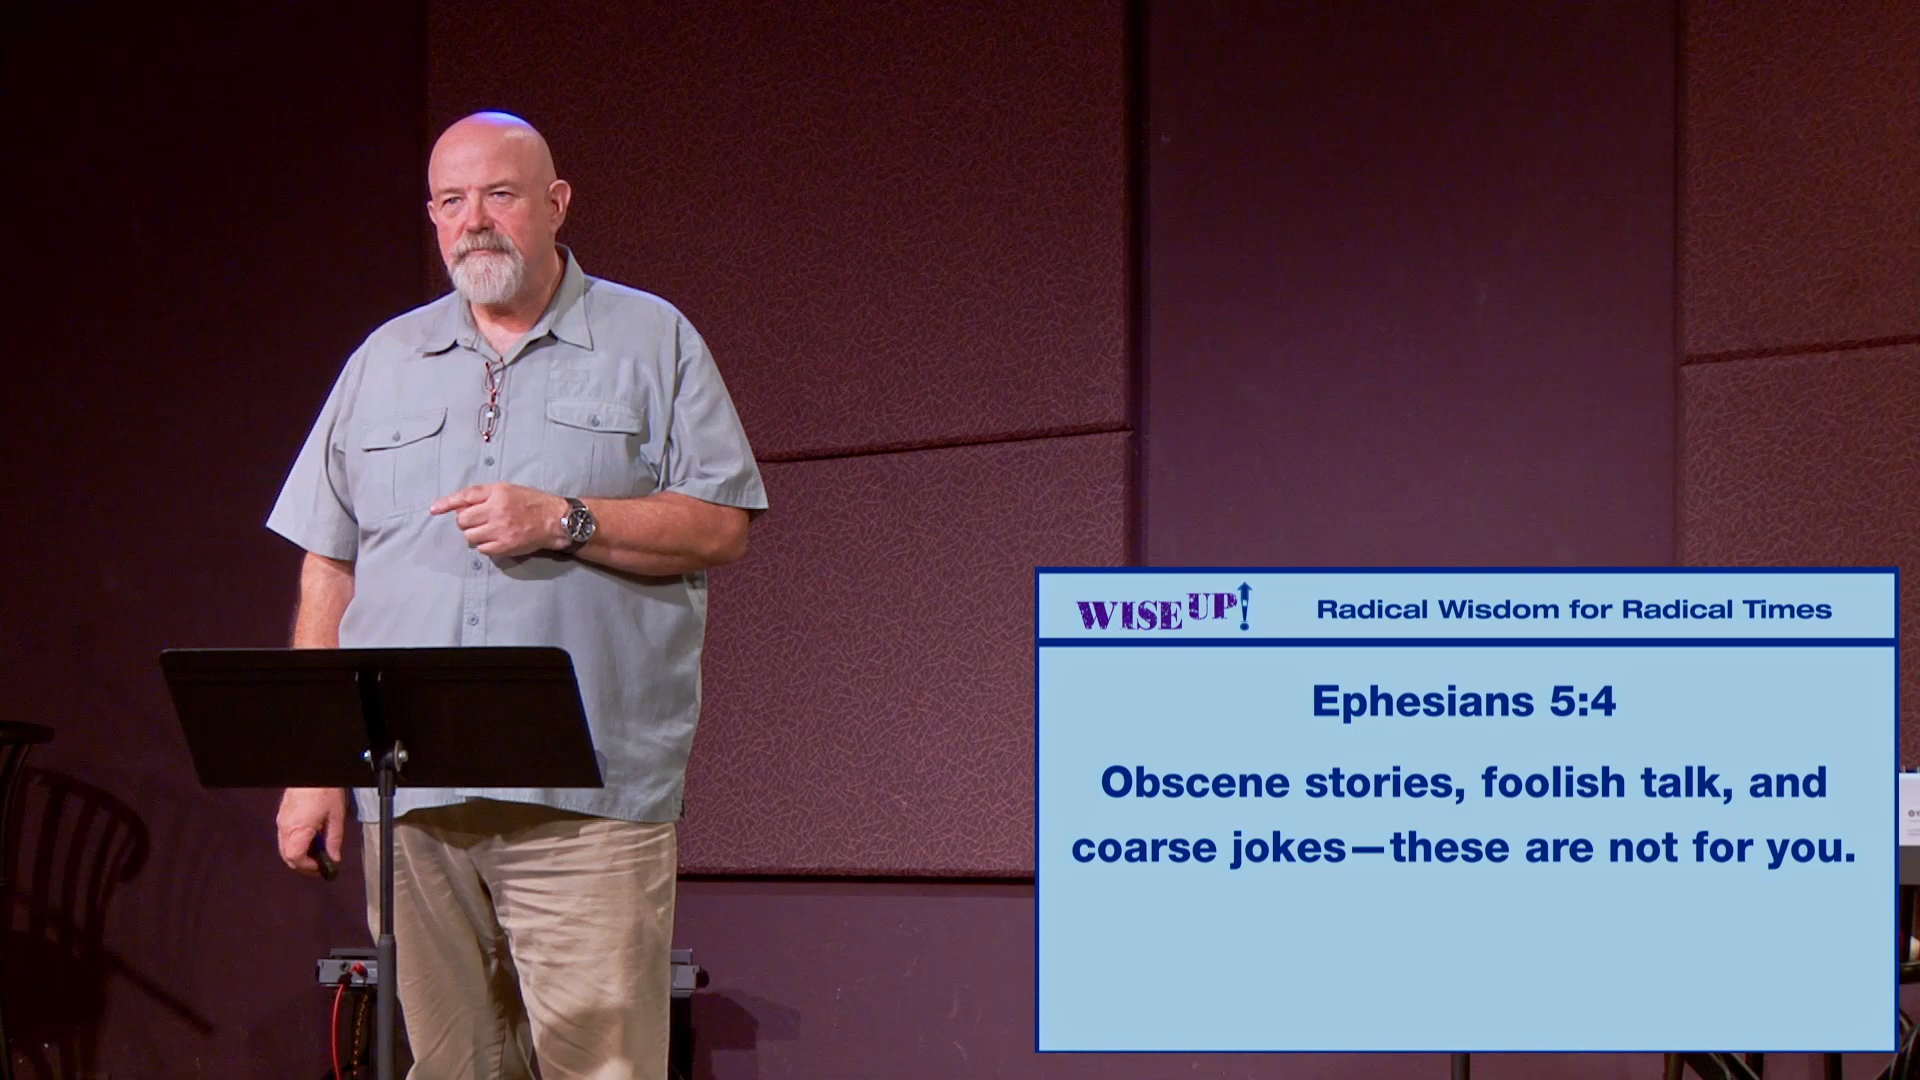 WISE UP!
Radical Wisdom for Radical Times
Ephesians 5:4
Obscene stories, foolish talk, and
coarse jokes—these are not for you.